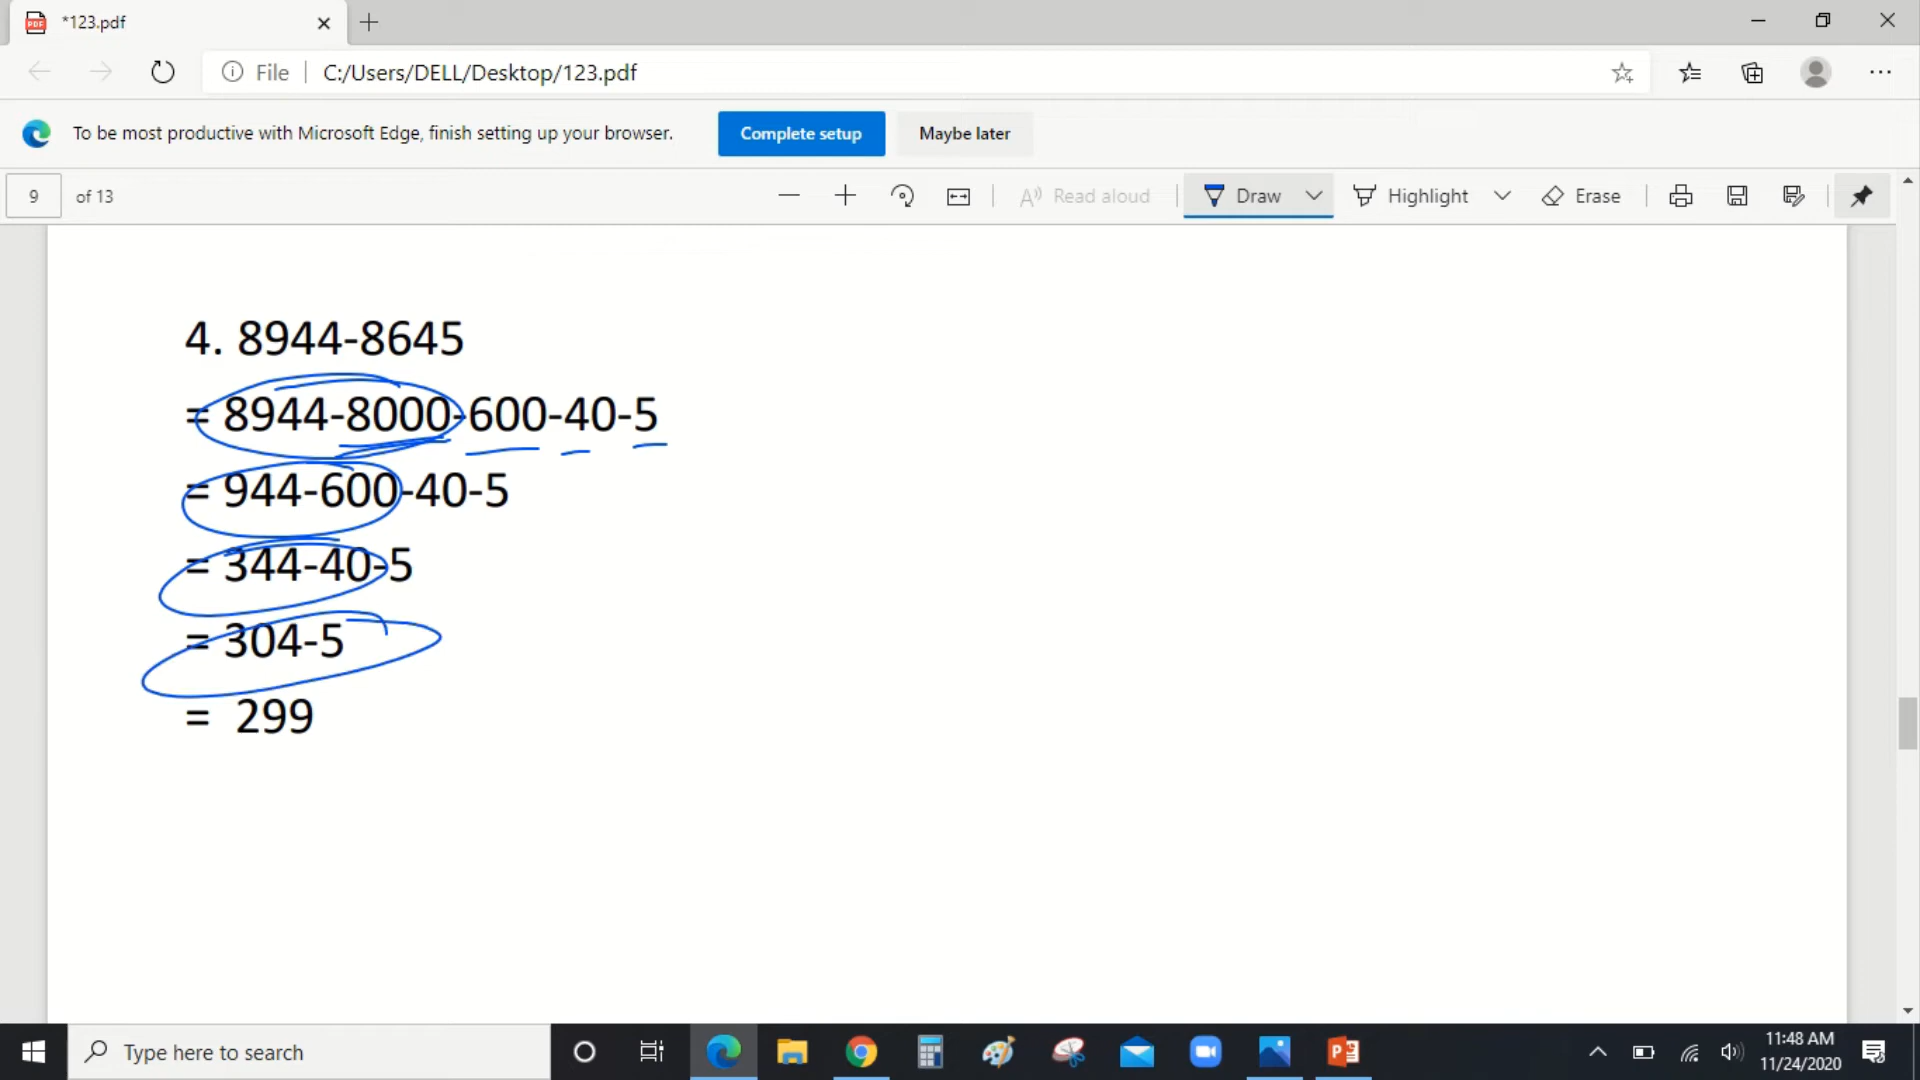 *123.pdf
File
C:/Users/DELL/Desktop/123.pdf
To be most productive with Microsoft Edge, finish setting up your browser.
Complete setup
Maybe later
9 of 13
Read aloud
Draw
Highlight
Erase
4. 8944-8645
= 8944-8000-600-40-5
= 944-600-40-5
= 344-40-5
= 304-5
= 299
Type here to search
11:48 AM
11/24/2020